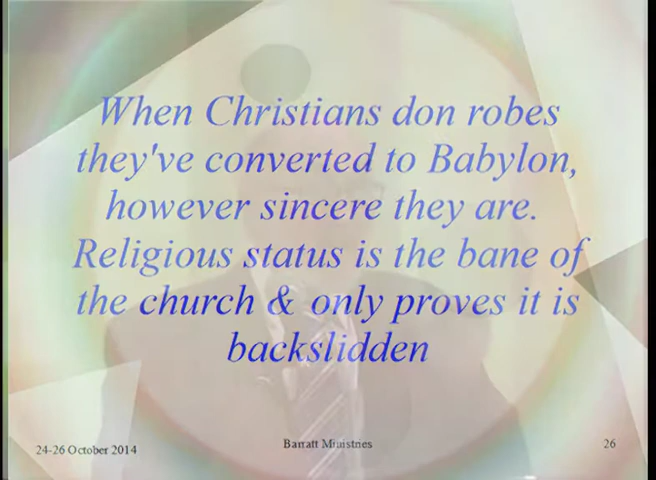 When Christians don robes
they've converted to Babylon,
however sincere they are.
Religious status is the bane of
the church & only proves it is
backslidden
24-26 October 2014
Barratt Ministries
26